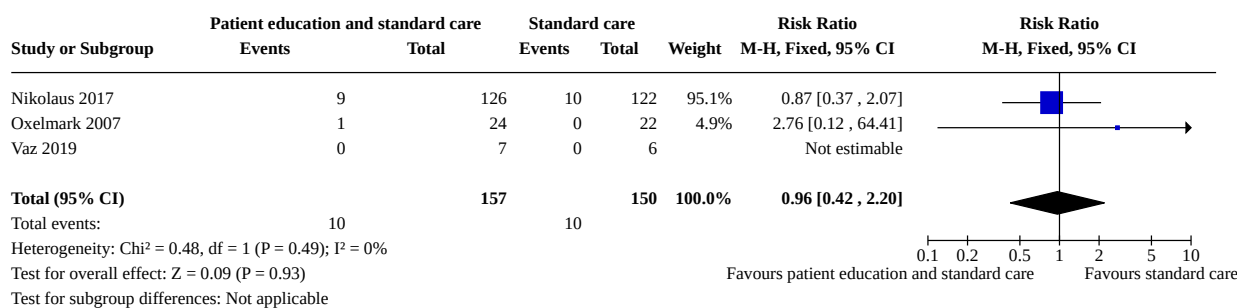 Patient education and standard care Standard care Risk Ratio Risk Ratio
Study or Subgroup Events Total Events Total Weight M-H, Fixed, 95% CI M-H, Fixed, 95% CI
Nikolaus 2017 9 126 10 122 95.1% 0.87 [0.37 , 2.07]
Oxelmark 2007 1 24 0 22 4.9% 2.76 [0.12 , 64.41]
Vaz 2019 0 7 0 6 Not estimable
Total (95% CI) 157 150 100.0% 0.96 [0.42 , 2.20]
Total events: 10 10
Heterogeneity: Chi² = 0.48, df = 1 (P = 0.49); I² = 0%
0.1 0.2 0.5 1 2 5 10
Test for overall effect: Z = 0.09 (P = 0.93)
Favours patient education and standard care Favours standard care
Test for subgroup differences: Not applicable